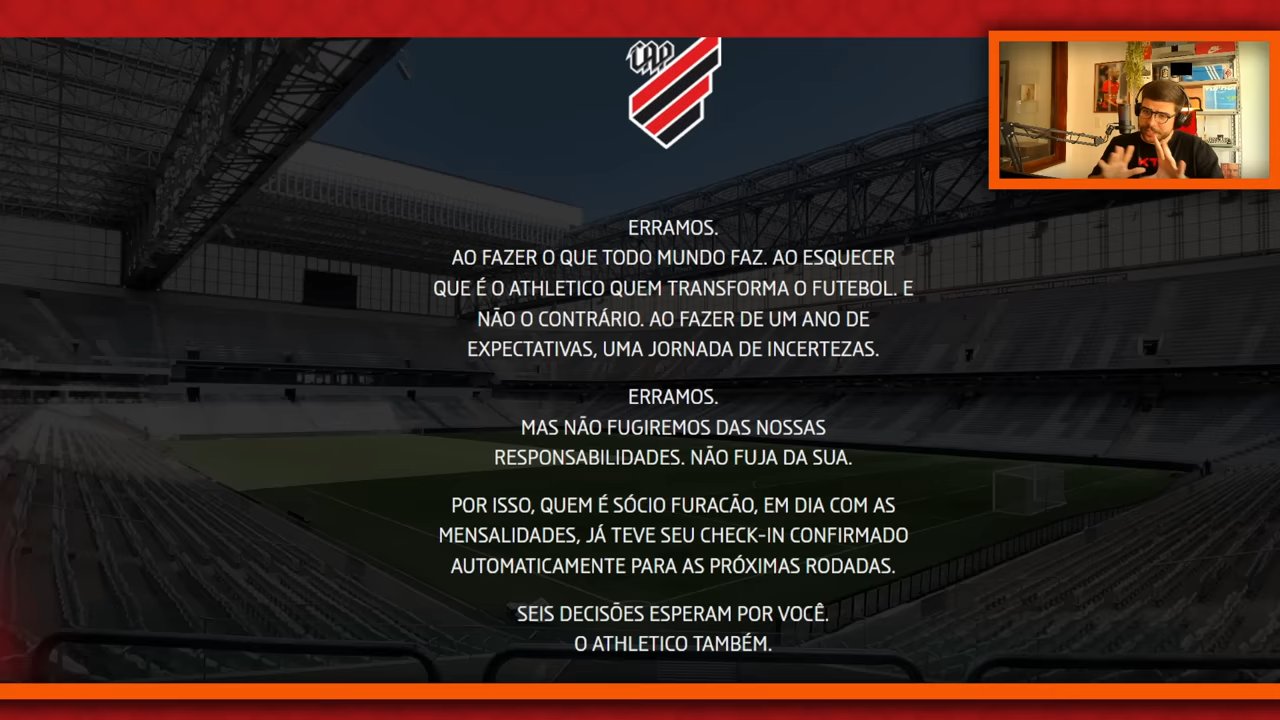 CAP
ERRAMOS.
AO FAZER O QUE TODO MUNDO FAZ. AO ESQUECER
QUE É O ATHLETICO QUEM TRANSFORMA O FUTEBOL. E
NÃO O CONTRÁRIO. AO FAZER DE UM ANO DE
EXPECTATIVAS, UMA JORNADA DE INCERTEZAS.
ERRAMOS.
MAS NÃO FUGIREMOS DAS NOSSAS
RESPONSABILIDADES. NÃO FUJA DA SUA.
POR ISSO, QUEM É SÓCIO FURACÃO, EM DIA COM AS
MENSALIDADES, JÁ TEVE SEU CHECK-IN CONFIRMADO
AUTOMATICAMENTE PARA AS PRÓXIMAS RODADAS.
SEIS DECISÕES ESPERAM POR VOCÊ.
O ATHLETICO TAMBÉM.